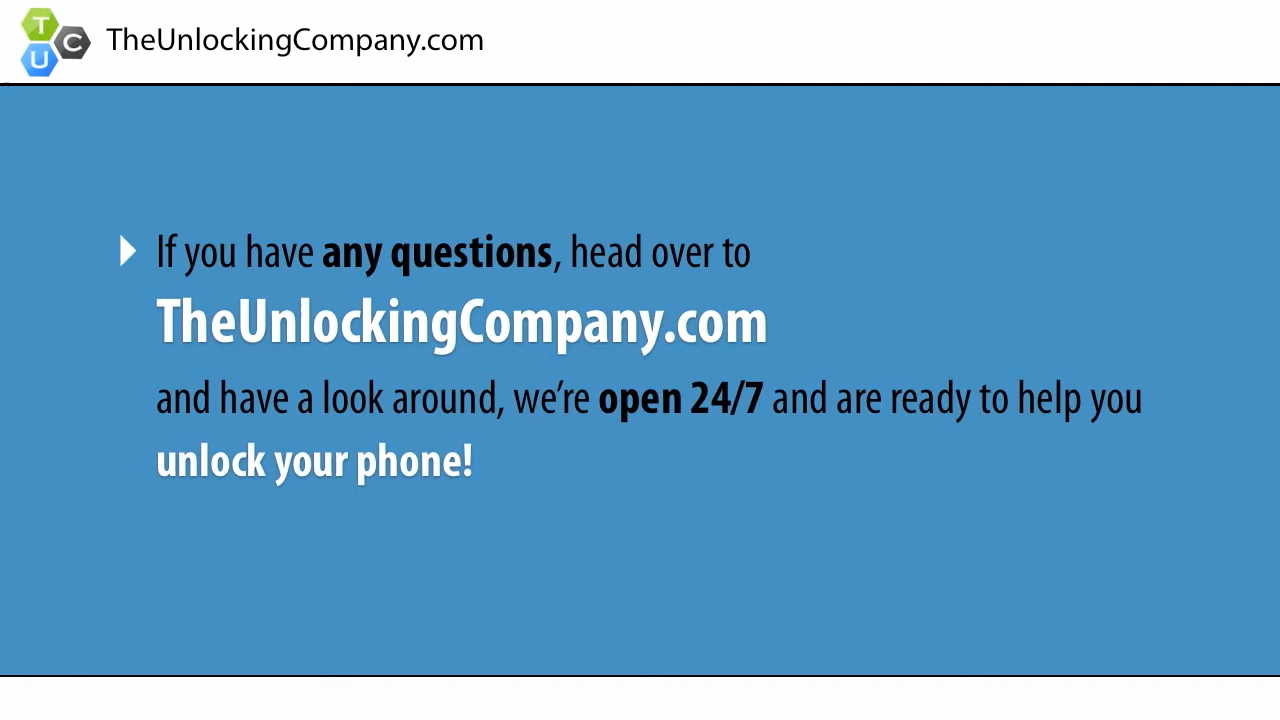 T
C
U
TheUnlockingCompany.com
If you have any questions, head over to
TheUnlockingCompany.com
and have a look around, we're open 24/7 and are ready to help you
unlock your phone!